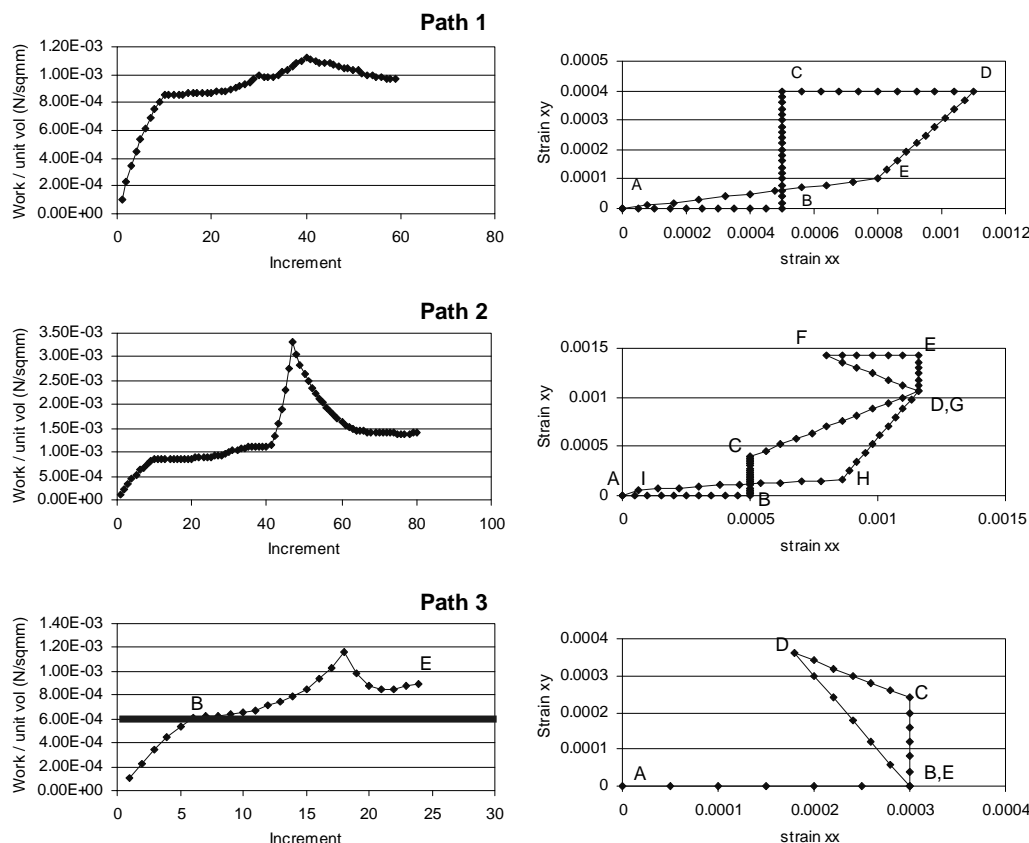 Path 1
Work / unit vol (N/sqmm)
1.20E-03
1.00E-03
8.00E-04
6.00E-04
4.00E-04
2.00E-04
0.00E+00
0 20 40 60 80
Increment
Strain xy
0.0005
0.0004
0.0003
0.0002
0.0001
0
A
B
C
D
E
0 0.0002 0.0004 0.0006 0.0008 0.001 0.0012
strain xx
Path 2
Work / unit vol (N/sqmm)
3.50E-03
3.00E-03
2.50E-03
2.00E-03
1.50E-03
1.00E-03
5.00E-04
0.00E+00
0 20 40 60 80 100
Increment
Strain xy
0.0015
0.001
0.0005
0
F
E
D,G
C
A
I
H
B
0 0.0005 0.001 0.0015
strain xx
Path 3
Work / unit vol (N/sqmm)
1.40E-03
1.20E-03
1.00E-03
8.00E-04
6.00E-04
4.00E-04
2.00E-04
0.00E+00
B
E
0 5 10 15 20 25 30
Increment
Strain xy
0.0004
0.0003
0.0002
0.0001
0
D
C
A
B,E
0 0.0001 0.0002 0.0003 0.0004
strain xx